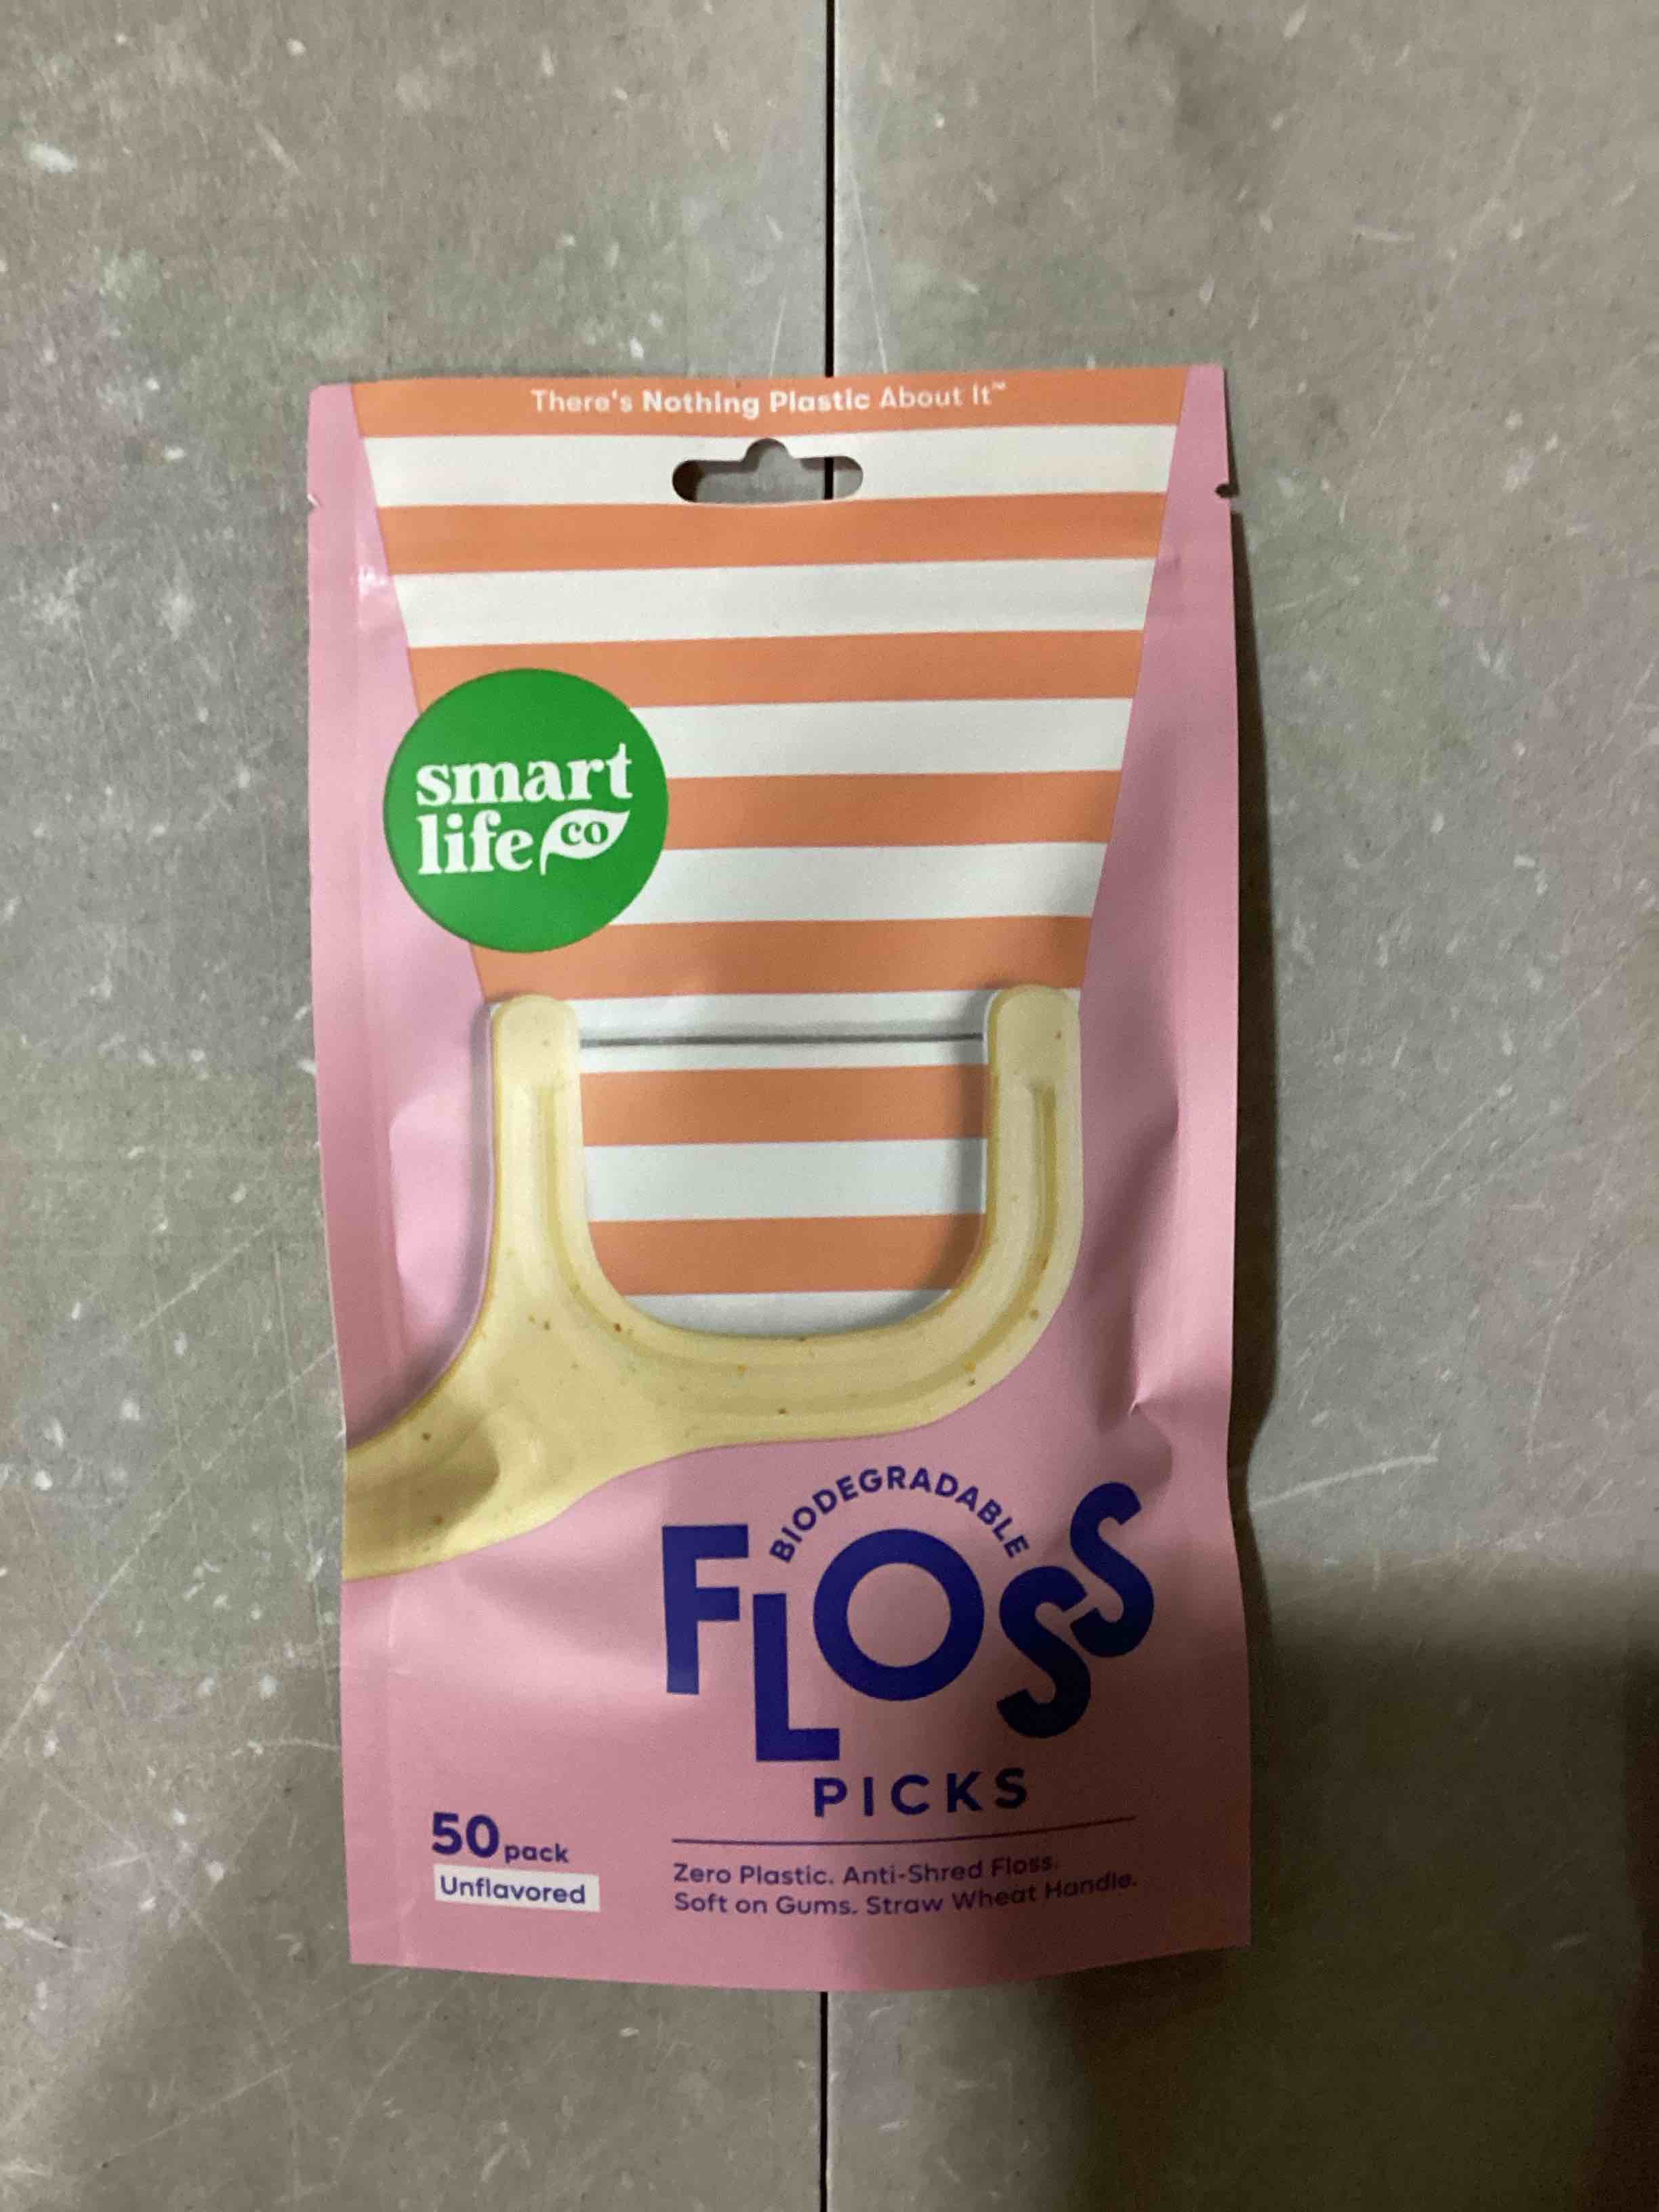 There's Nothing Plastic About It™
smart
life co
BIODEGRADABLE
FLOSS
PICKS
50 pack
Unflavored
Zero Plastic. Anti-Shred Floss.
Soft on Gums. Straw Wheat Handle.